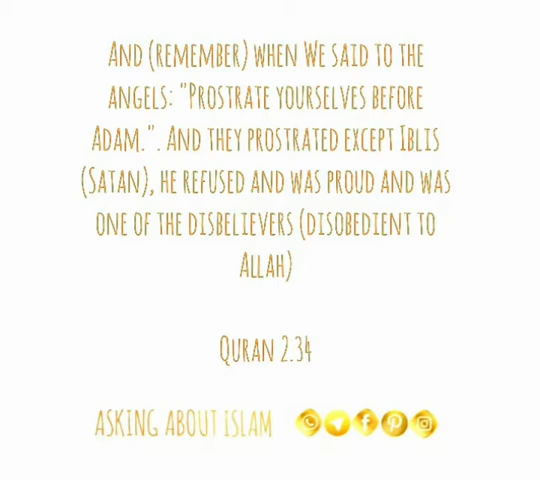 And (remember) when We said to the
angels: "Prostrate yourselves before
Adam.". And they prostrated except Iblis
(Satan), he refused and was proud and was
one of the disbelievers (disobedient to
Allah)
Quran 2.34
ASKING ABOUT ISLAM